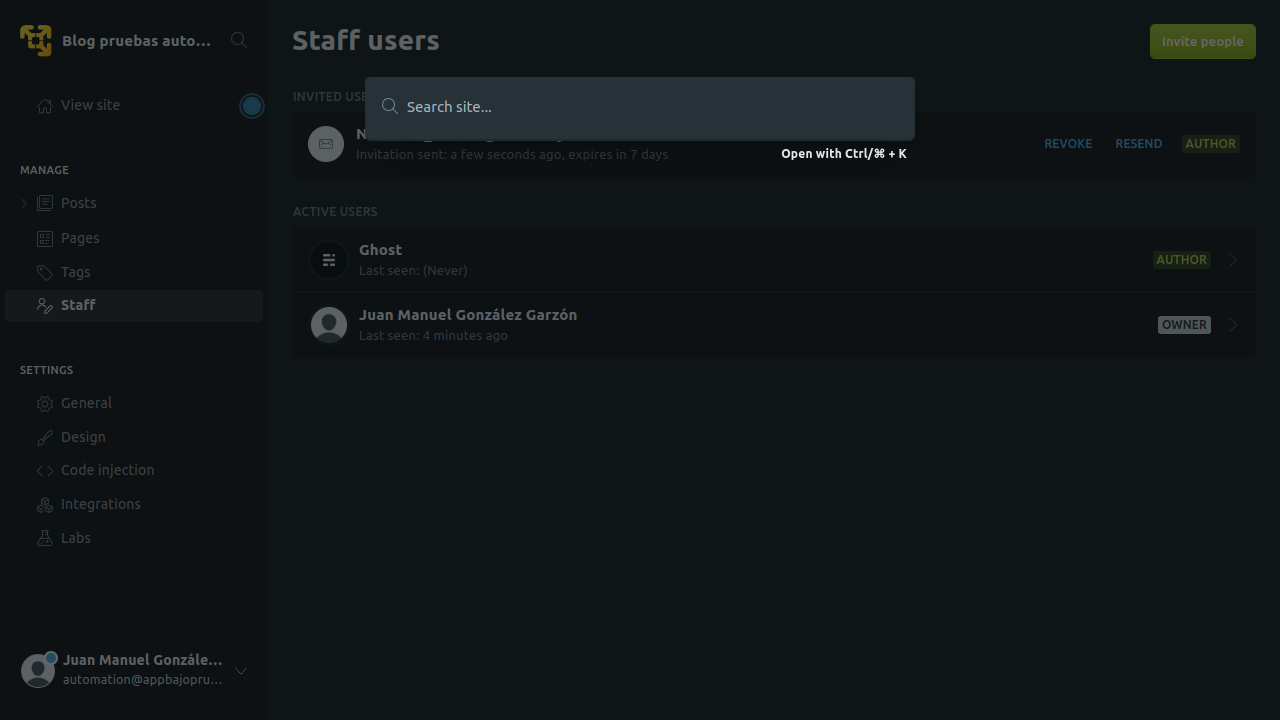 Blog pruebas auto...
View site
MANAGE
Posts
Pages
Tags
Staff
SETTINGS
General
Design
Code injection
Integrations
Labs
Juan Manuel Gonzále...
automation@appbajopru...
Staff users
Invite people
Search site...
Open with Ctrl/⌘ + K
INVITED
Invitation sent: a few seconds ago, expires in 7 days
REVOKE RESEND AUTHOR
ACTIVE USERS
Ghost
Last seen: (Never)
AUTHOR
Juan Manuel González Garzón
Last seen: 4 minutes ago
OWNER